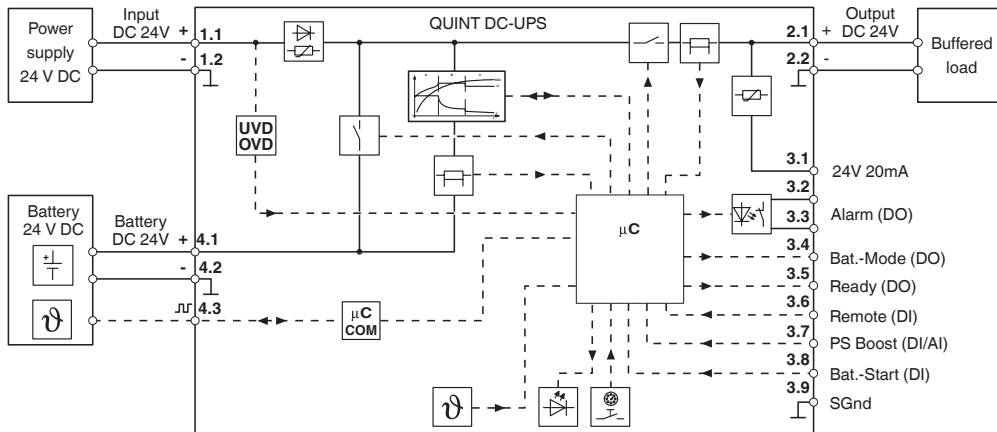 Power
supply
24 V DC
Input
DC 24V
+
1.1
-
1.2
QUINT DC-UPS
2.1
+
Output
DC 24V
2.2
-
Buffered
load
UVD
OVD
3.1
24V 20mA
3.2
3.3
Alarm (DO)
µC
3.4
Bat.-Mode (DO)
3.5
Ready (DO)
3.6
Remote (DI)
3.7
PS Boost (DI/AI)
3.8
Bat.-Start (DI)
3.9
SGnd
Battery
24 V DC
+
ϑ
Battery
DC 24V
+
4.1
-
4.2
4.3
µC
COM
ϑ